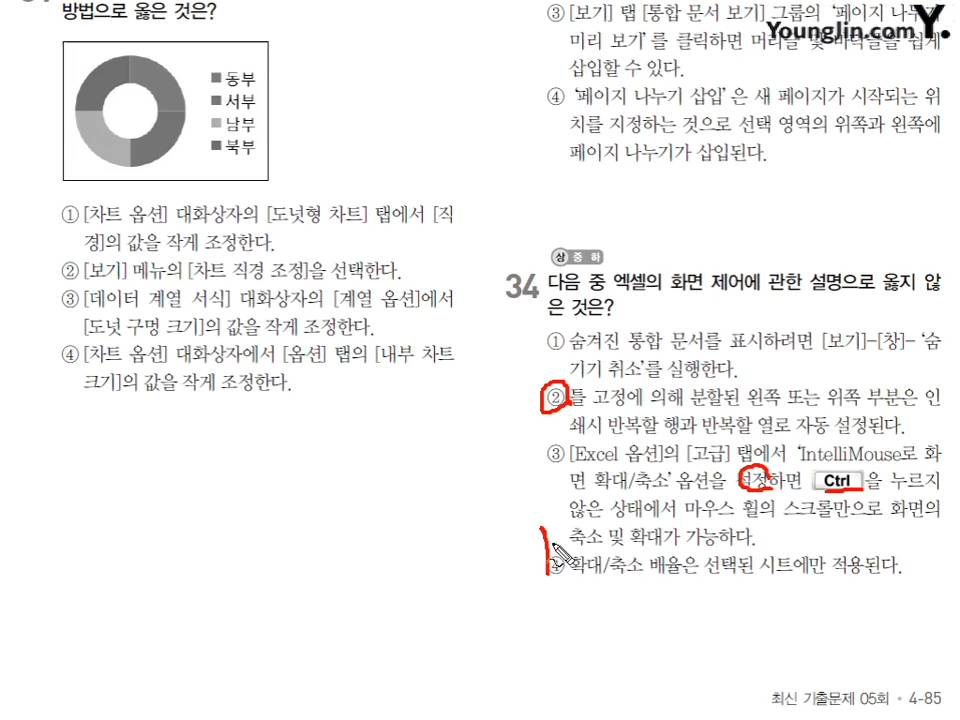 방법으로 옳은 것은?
동부
서부
남부
북부
① [차트 옵션] 대화상자의 [도넛형 차트] 탭에서 [직
경]의 값을 작게 조정한다.
② [보기] 메뉴의 [차트 직경 조정]을 선택한다.
③ [데이터 계열 서식] 대화상자의 [계열 옵션]에서
[도넛 구멍 크기]의 값을 작게 조정한다.
④ [차트 옵션] 대화상자에서 [옵션] 탭의 [내부 차트
크기]의 값을 작게 조정한다.
③ [보기] 탭 [통합 문서 보기] 그룹의 '페이지 나누기
Younglin.com Y.
미리 보기'를 클릭하면 머리글 및 바닥글을 쉽게
삽입할 수 있다.
④ '페이지 나누기 삽입'은 새 페이지가 시작되는 위
치를 지정하는 것으로 선택 영역의 위쪽과 왼쪽에
페이지 나누기가 삽입된다.
상 중 하
34 다음 중 엑셀의 화면 제어에 관한 설명으로 옳지 않
은 것은?
① 숨겨진 통합 문서를 표시하려면 [보기]-[창]-'숨
기기 취소'를 실행한다.
② 틀 고정에 의해 분할된 왼쪽 또는 위쪽 부분은 인
쇄시 반복할 행과 반복할 열로 자동 설정된다.
③ [Excel 옵션]의 [고급] 탭에서 'IntelliMouse로 화
면 확대/축소'옵션을 설정하면 Ctrl 을 누르지
않은 상태에서 마우스 휠의 스크롤만으로 화면의
축소 및 확대가 가능하다.
④ 확대/축소 배율은 선택된 시트에만 적용된다.
최신 기출문제 05회 • 4-85